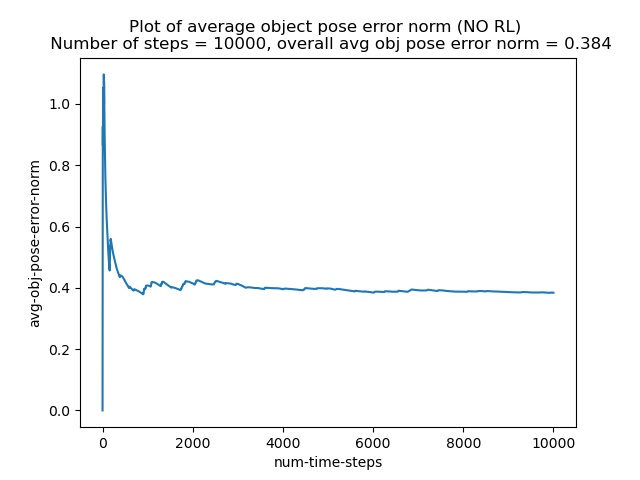 Plot of average object pose error norm (NO RL)
Number of steps = 10000, overall avg obj pose error norm = 0.384
1.0
0.8
0.6
0.4
0.2
0.0
avg-obj-pose-error-norm
0 2000 4000 6000 8000 10000
num-time-steps